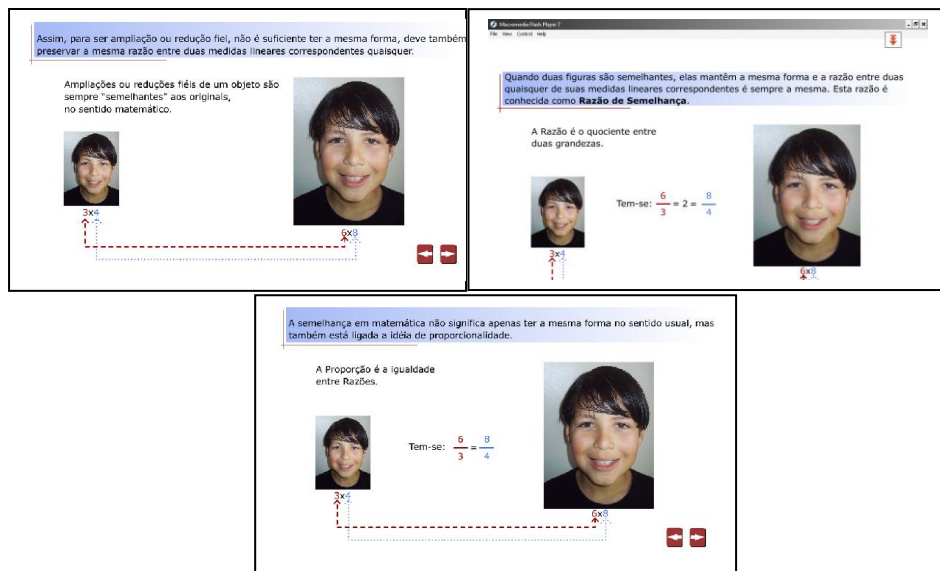 Assim, para ser ampliação ou redução fiel, não é suficiente ter a mesma forma, deve também
preservar a mesma razão entre duas medidas lineares correspondentes quaisquer.
Ampliações ou reduções fiéis de um objeto são
sempre "semelhantes" aos originais,
no sentido matemático.
3x4
6x8
Macromedia Flash Player 7
File View Control Help
Quando duas figuras são semelhantes, elas mantêm a mesma forma e a razão entre duas
quaisquer de suas medidas lineares correspondentes é sempre a mesma. Esta razão é
conhecida como Razão de Semelhança.
A Razão é o quociente entre
duas grandezas.
Tem-se: 6/3 = 2 = 8/4
3x4
6x8
A semelhança em matemática não significa apenas ter a mesma forma no sentido usual, mas
também está ligada a idéia de proporcionalidade.
A Proporção é a igualdade
entre Razões.
Tem-se: 6/3 = 8/4
3x4
6x8